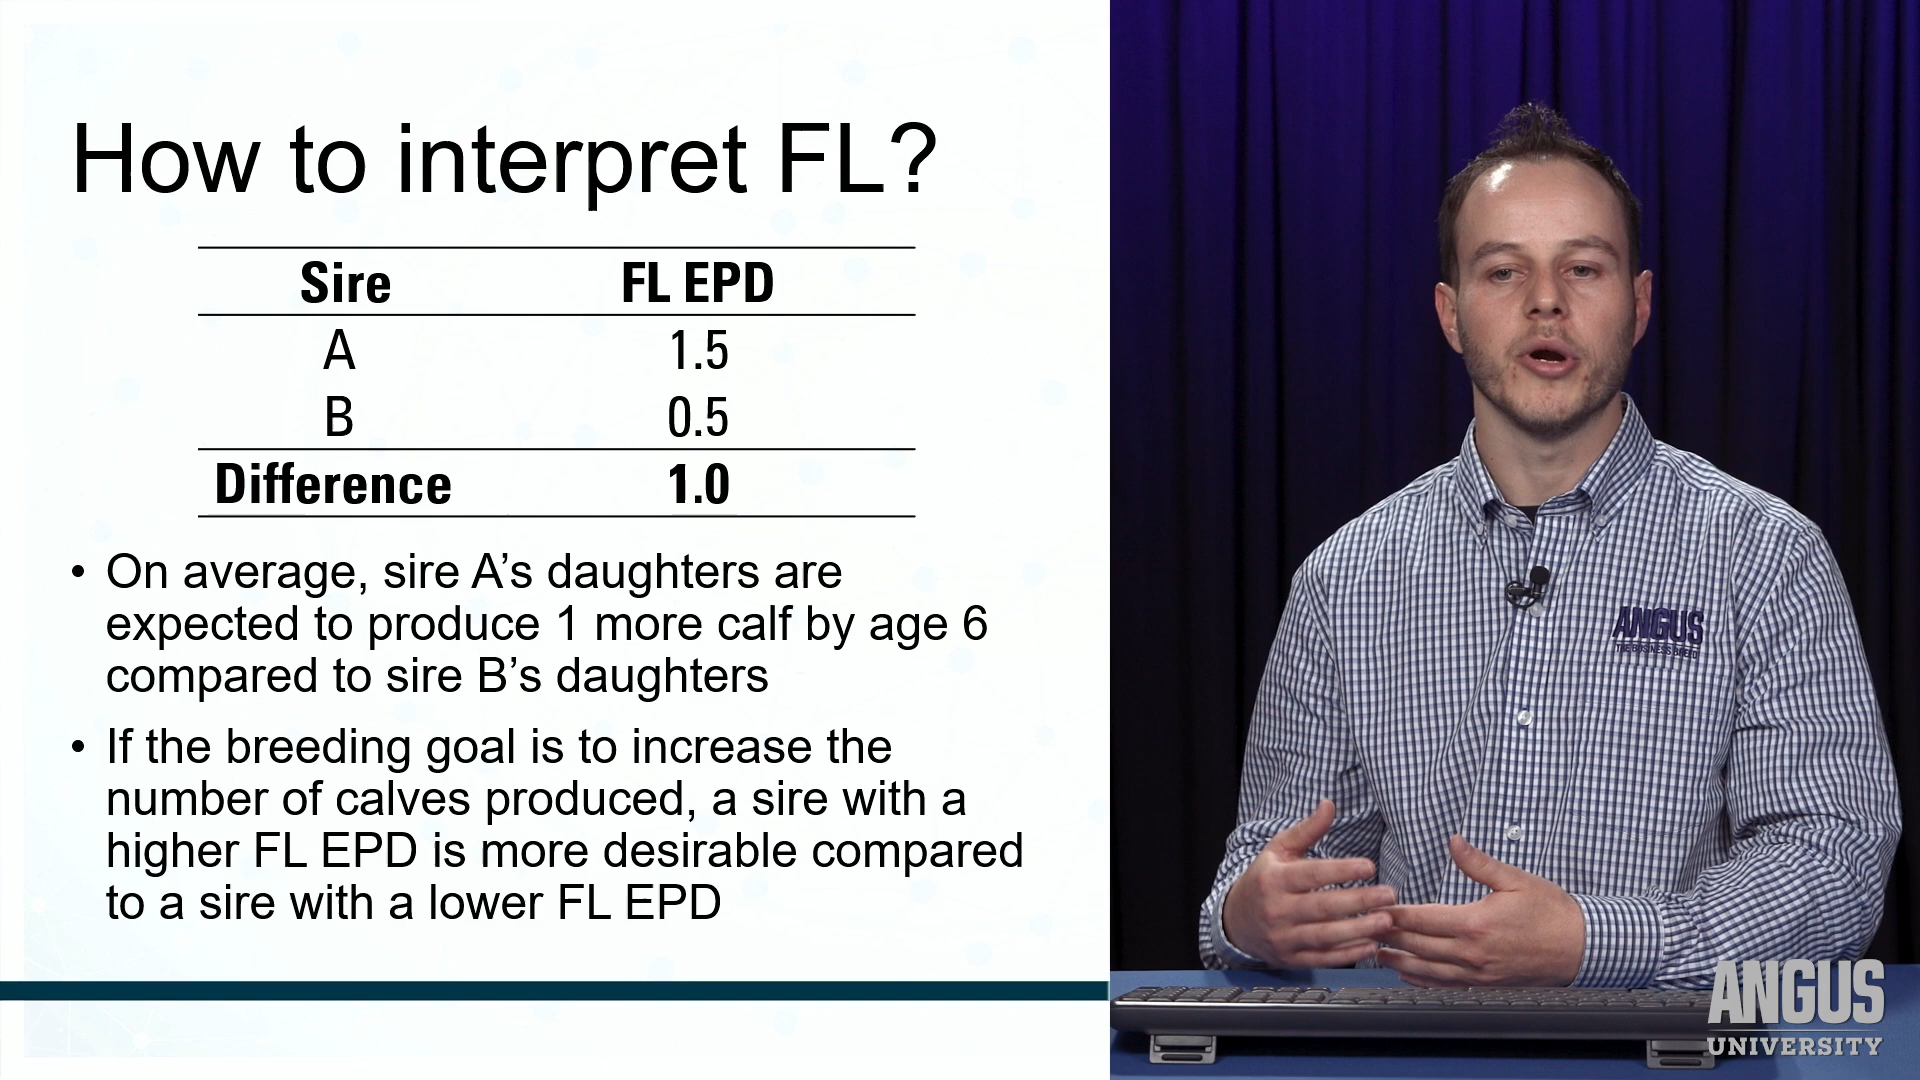 How to interpret FL?
Sire FL EPD
A 1.5
B 0.5
Difference 1.0
• On average, sire A’s daughters are
expected to produce 1 more calf by age 6
compared to sire B’s daughters
• If the breeding goal is to increase the
number of calves produced, a sire with a
higher FL EPD is more desirable compared
to a sire with a lower FL EPD
ANGUS
THE BUSINESS BREED
ANGUS
UNIVERSITY